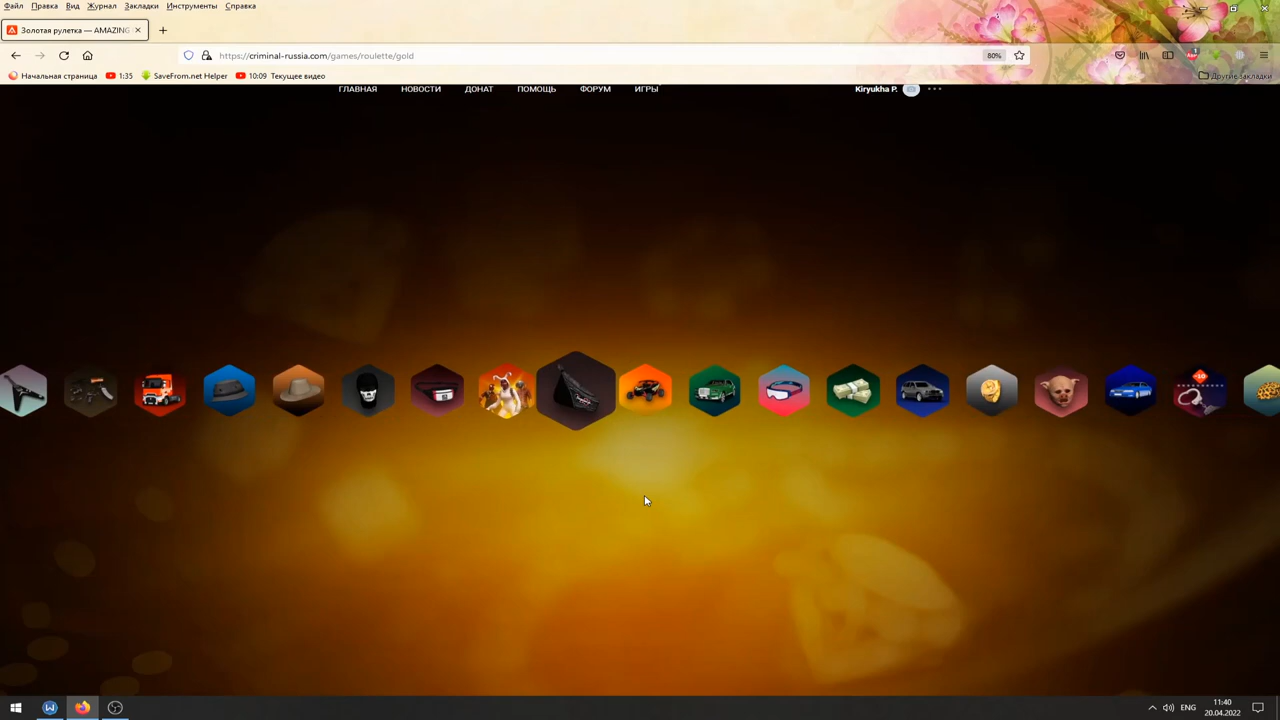 Файл Правка Вид Журнал Закладки Инструменты Справка
Золотая рулетка — AMAZING
https://criminal-russia.com/games/roulette/gold
80%
1
Начальная страница 1:35 SaveFrom.net Helper 10:09 Текущее видео Другие закладки
ГЛАВНАЯ НОВОСТИ ДОНАТ ПОМОЩЬ ФОРУМ ИГРЫ Kiryukha P.
-50
ENG 11:40
20.04.2022